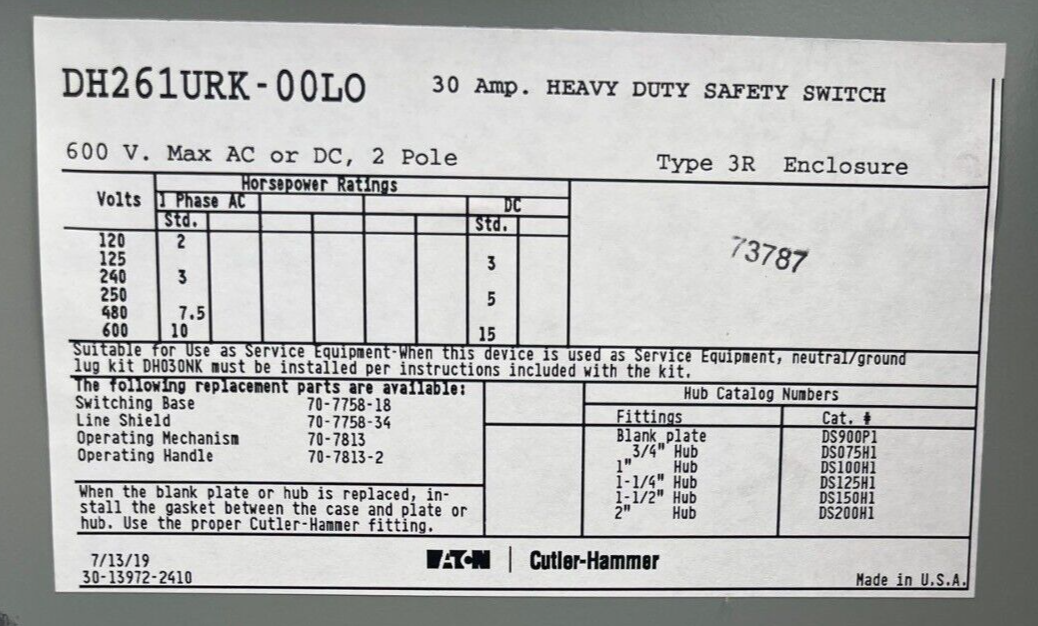 DH261URK-00LO 30 Amp. HEAVY DUTY SAFETY SWITCH
600 V. Max AC or DC, 2 Pole Type 3R Enclosure
Horsepower Ratings
Volts 1 Phase AC DC
Std. Std.
120 2
125 3
240 3
250 5
480 7.5
600 10 15
73787
Suitable for Use as Service Equipment-When this device is used as Service Equipment, neutral/ground
lug kit DH030NK must be installed per instructions included with the kit.
The following replacement parts are available:
Switching Base 70-7758-18
Line Shield 70-7758-34
Operating Mechanism 70-7813
Operating Handle 70-7813-2
When the blank plate or hub is replaced, in-
stall the gasket between the case and plate or
hub. Use the proper Cutler-Hammer fitting.
Hub Catalog Numbers
Fittings Cat. #
Blank plate DS900P1
3/4" Hub DS075H1
1" Hub DS100H1
1-1/4" Hub DS125H1
1-1/2" Hub DS150H1
2" Hub DS200H1
7/13/19
30-13972-2410
EATON | Cutler-Hammer
Made in U.S.A.